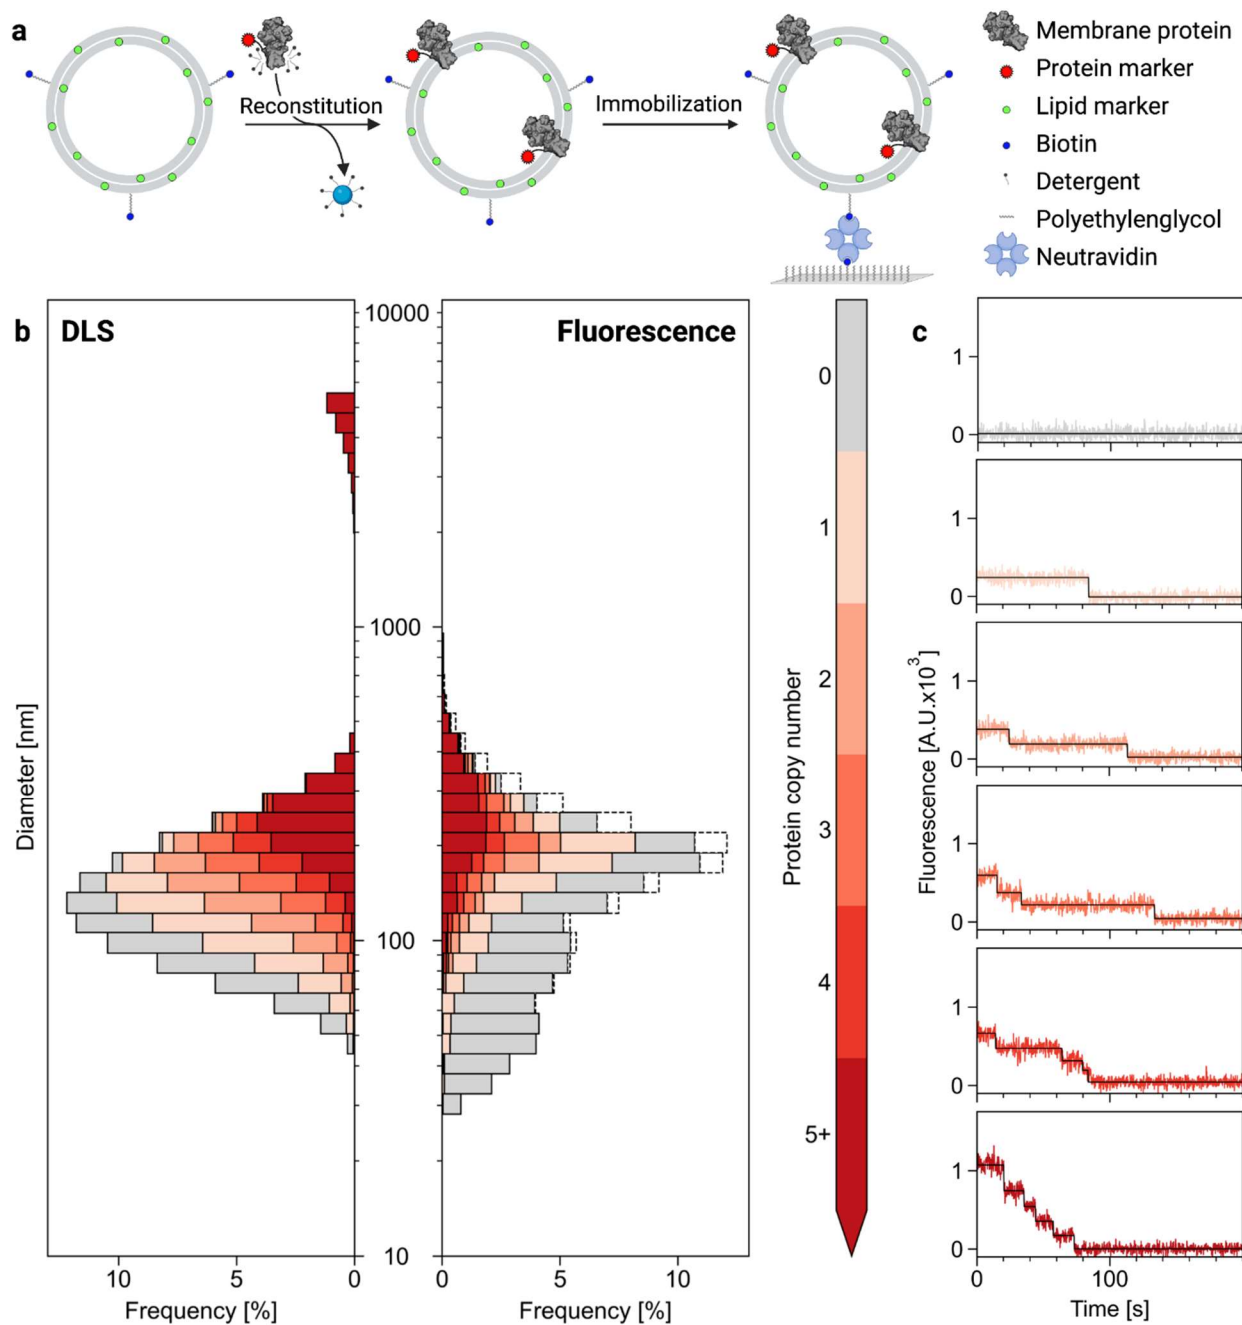 a
Reconstitution
Immobilization
Membrane protein
Protein marker
Lipid marker
Biotin
Detergent
Polyethylenglycol
Neutravidin
b DLS
Fluorescence
Diameter [nm]
10000
1000
100
10
10 5 0
Frequency [%]
0 5 10
Frequency [%]
Protein copy number
0
1
2
3
4
5+
c
Fluorescence [A.U.x10³]
1
0
1
0
1
0
1
0
1
0
1
0
0 100
Time [s]